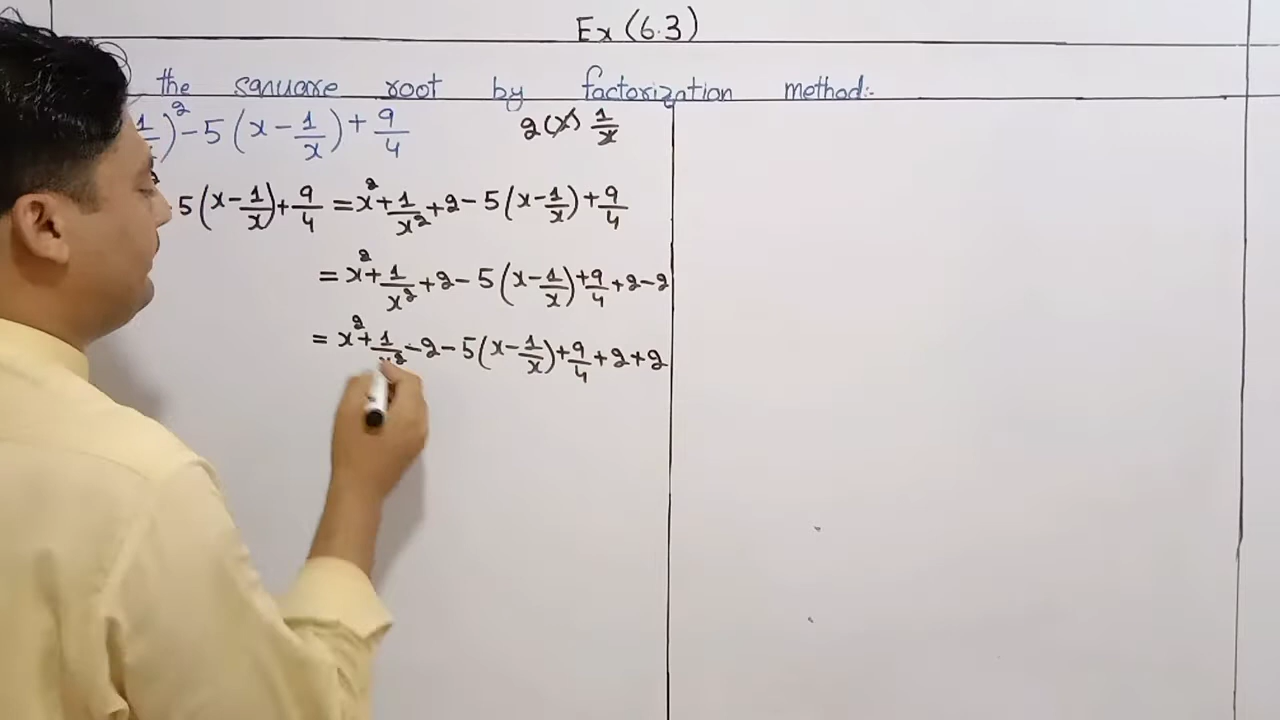 Ex (6.3)
the sqnuare root by factorization method:-
1/x)² - 5(x - 1/x) + 9/4 2(x) 1/x
5(x - 1/x) + 9/4 = x² + 1/x² + 2 - 5(x - 1/x) + 9/4
= x² + 1/x² + 2 - 5(x - 1/x) + 9/4 + 2 - 2
= x² + 1/x² - 2 - 5(x - 1/x) + 9/4 + 2 + 2